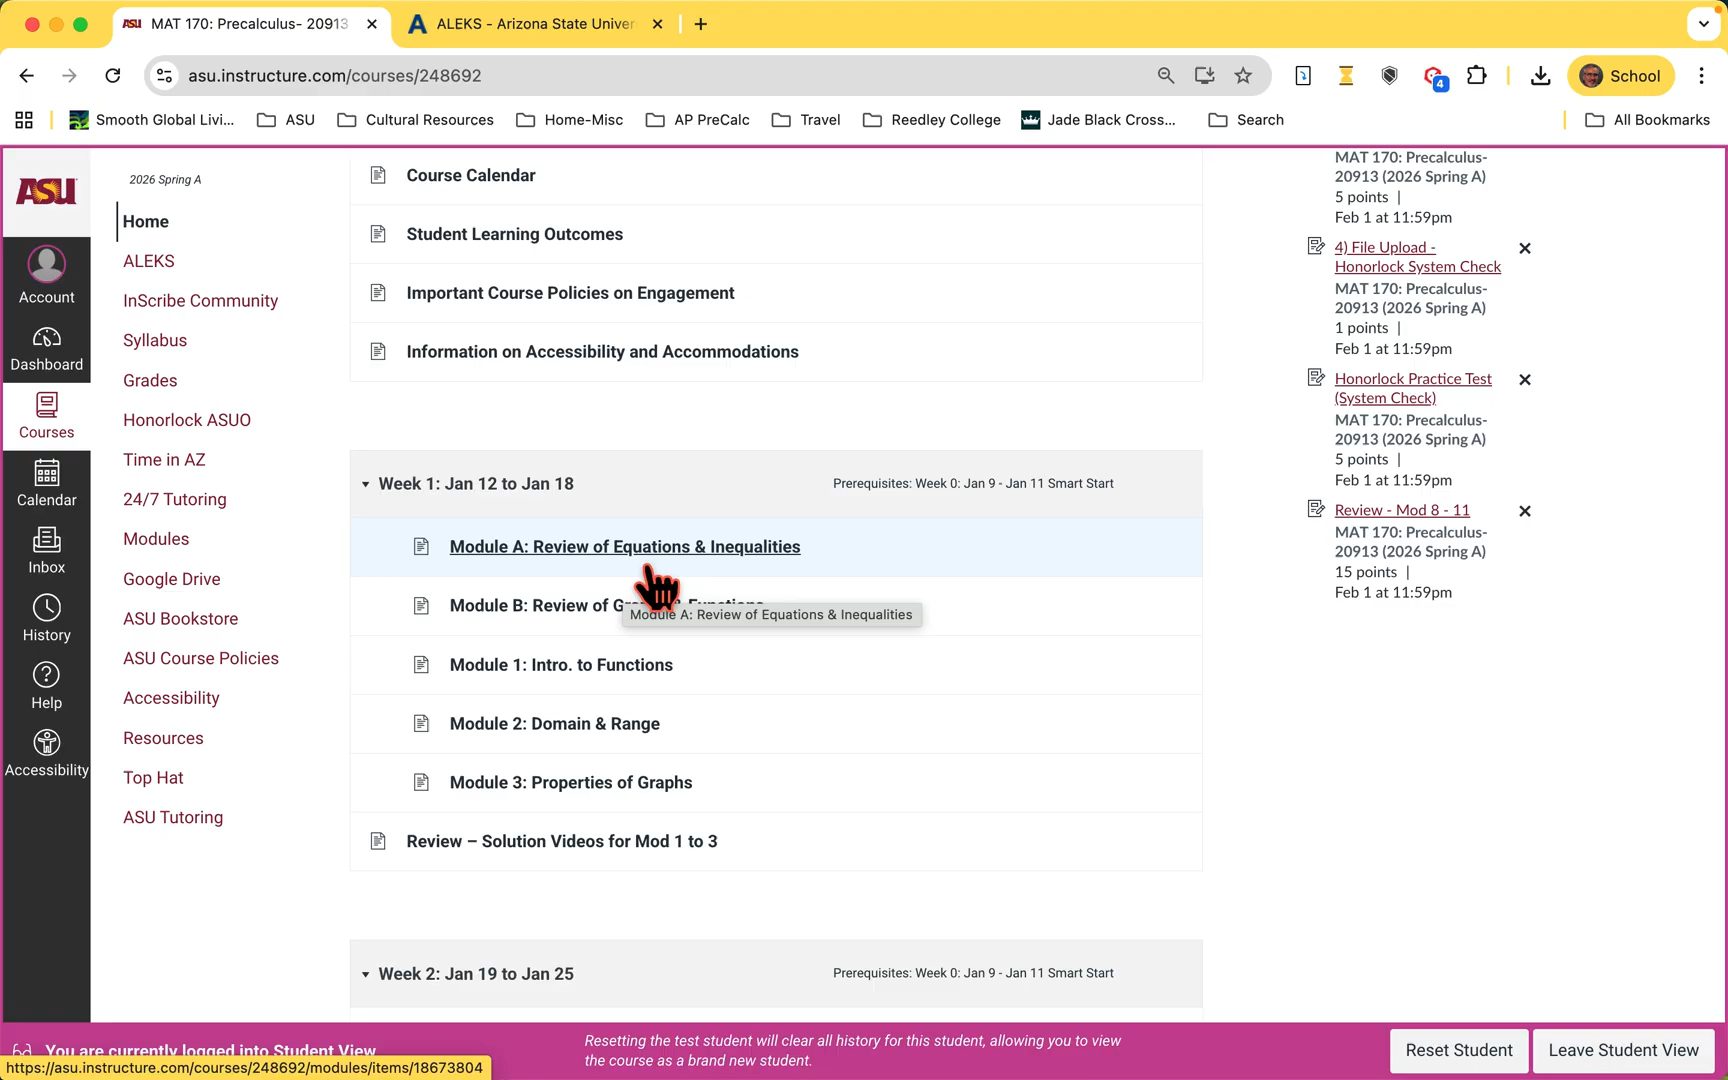 MAT 170: Precalculus- 20913
ALEKS - Arizona State Univer
asu.instructure.com/courses/248692
4
School
Smooth Global Livi...
ASU
Cultural Resources
Home-Misc
AP PreCalc
Travel
Reedley College
Jade Black Cross...
Search
All Bookmarks
ASU
Account
Dashboard
Courses
Calendar
Inbox
History
Help
Accessibility
2026 Spring A
Home
ALEKS
InScribe Community
Syllabus
Grades
Honorlock ASUO
Time in AZ
24/7 Tutoring
Modules
Google Drive
ASU Bookstore
ASU Course Policies
Accessibility
Resources
Top Hat
ASU Tutoring
Course Calendar
Student Learning Outcomes
Important Course Policies on Engagement
Information on Accessibility and Accommodations
Week 1: Jan 12 to Jan 18
Prerequisites: Week 0: Jan 9 - Jan 11 Smart Start
Module A: Review of Equations & Inequalities
Module B: Review of
Module A: Review of Equations & Inequalities
Module 1: Intro. to Functions
Module 2: Domain & Range
Module 3: Properties of Graphs
Review – Solution Videos for Mod 1 to 3
Week 2: Jan 19 to Jan 25
Prerequisites: Week 0: Jan 9 - Jan 11 Smart Start
MAT 170: Precalculus-
20913 (2026 Spring A)
5 points |
Feb 1 at 11:59pm
4) File Upload -
Honorlock System Check
MAT 170: Precalculus-
20913 (2026 Spring A)
1 points |
Feb 1 at 11:59pm
Honorlock Practice Test
(System Check)
MAT 170: Precalculus-
20913 (2026 Spring A)
5 points |
Feb 1 at 11:59pm
Review - Mod 8 - 11
MAT 170: Precalculus-
20913 (2026 Spring A)
15 points |
Feb 1 at 11:59pm
You are currently logged into Student View
Resetting the test student will clear all history for this student, allowing you to view
the course as a brand new student.
Reset Student
Leave Student View
https://asu.instructure.com/courses/248692/modules/items/18673804